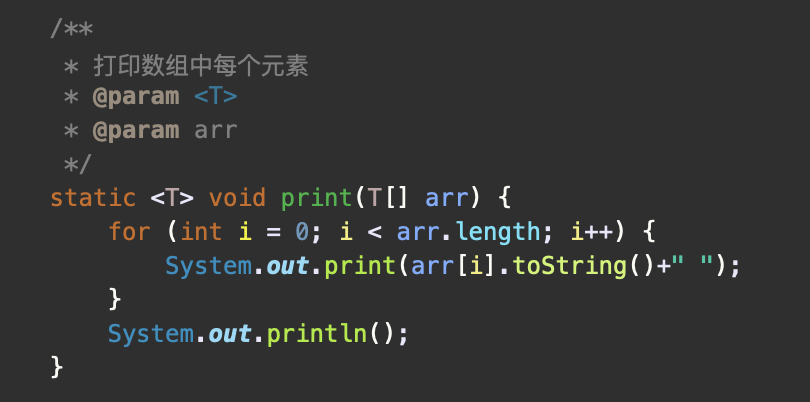 /**
 * 打印数组中每个元素
 * @param <T>
 * @param arr
 */
static <T> void print(T[] arr) {
    for (int i = 0; i < arr.length; i++) {
        System.out.print(arr[i].toString()+" ");
    }
    System.out.println();
}